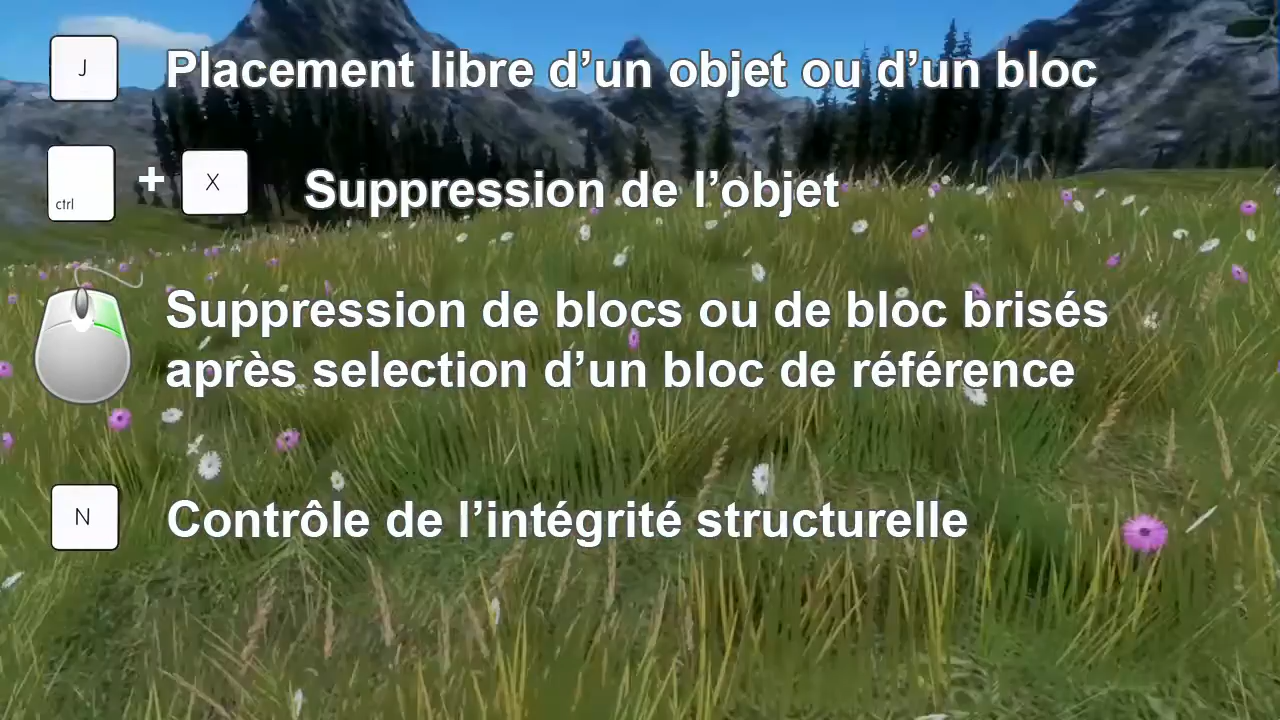 J Placement libre d’un objet ou d’un bloc
ctrl + X Suppression de l’objet
Suppression de blocs ou de bloc brisés
après selection d’un bloc de référence
N Contrôle de l’intégrité structurelle